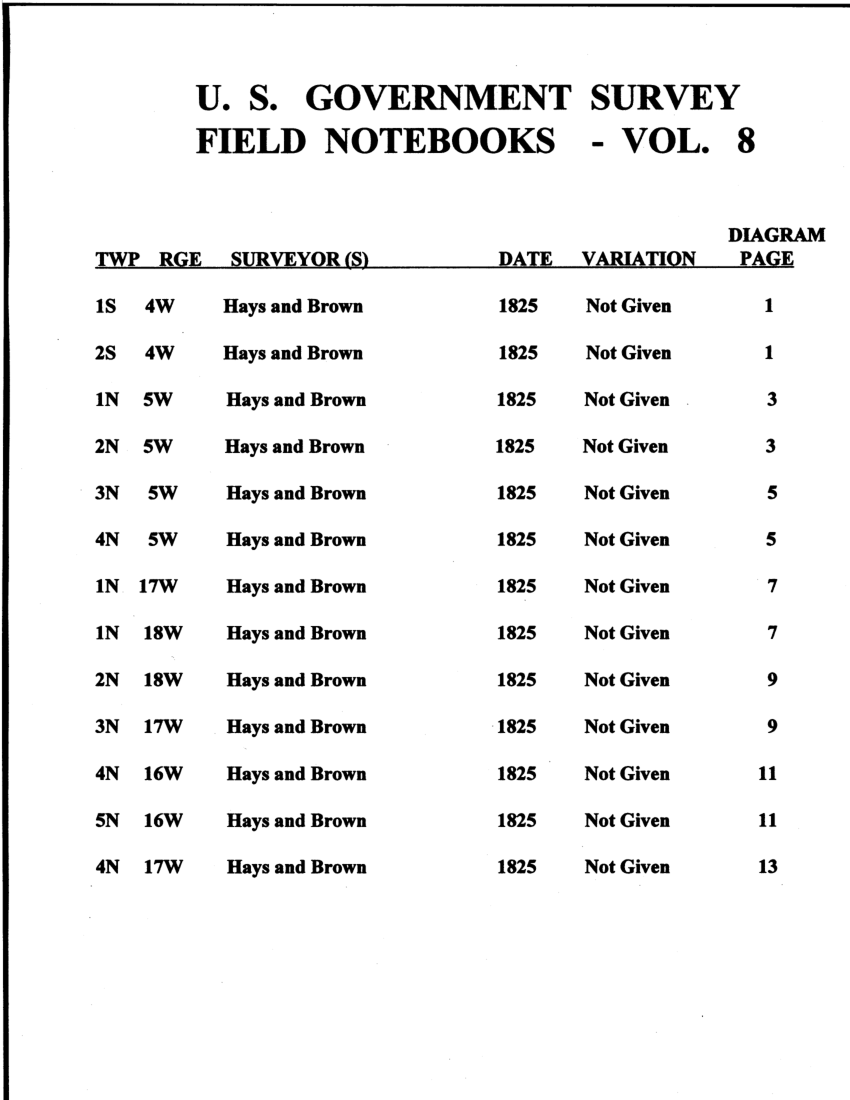 U. S. GOVERNMENT SURVEY
FIELD NOTEBOOKS - VOL. 8
DIAGRAM
TWP RGE SURVEYOR (S) DATE VARIATION PAGE
1S 4W Hays and Brown 1825 Not Given 1
2S 4W Hays and Brown 1825 Not Given 1
1N 5W Hays and Brown 1825 Not Given 3
2N 5W Hays and Brown 1825 Not Given 3
3N 5W Hays and Brown 1825 Not Given 5
4N 5W Hays and Brown 1825 Not Given 5
1N 17W Hays and Brown 1825 Not Given 7
1N 18W Hays and Brown 1825 Not Given 7
2N 18W Hays and Brown 1825 Not Given 9
3N 17W Hays and Brown 1825 Not Given 9
4N 16W Hays and Brown 1825 Not Given 11
5N 16W Hays and Brown 1825 Not Given 11
4N 17W Hays and Brown 1825 Not Given 13